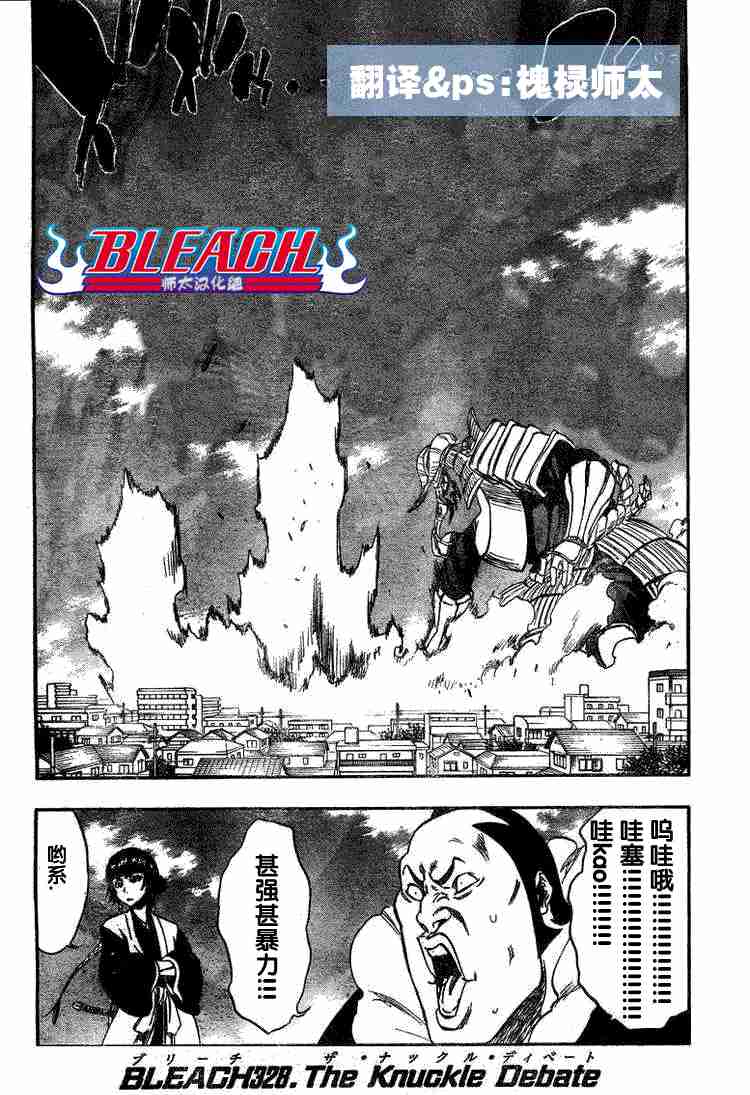 翻译&ps:槐椂师太
BLEACH
师太汉化组
呜哇哦!!!!!!!!!!!!!!!!!!
哇塞!!!!!!!!!!!!!!!!
哇kao!!!!!!!!!!!!
甚强甚暴力!!!
哟系.
ブリーチ ザ・ナックル・ディベート
BLEACH328. The Knuckle Debate